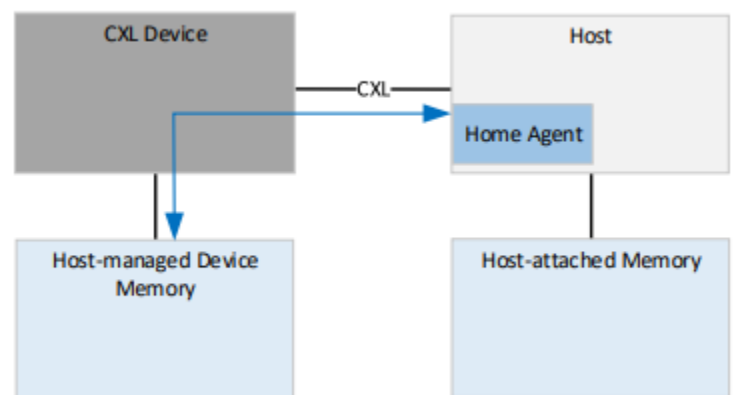 CXL Device
Host
CXL
Home Agent
Host-managed Device
Memory
Host-attached Memory